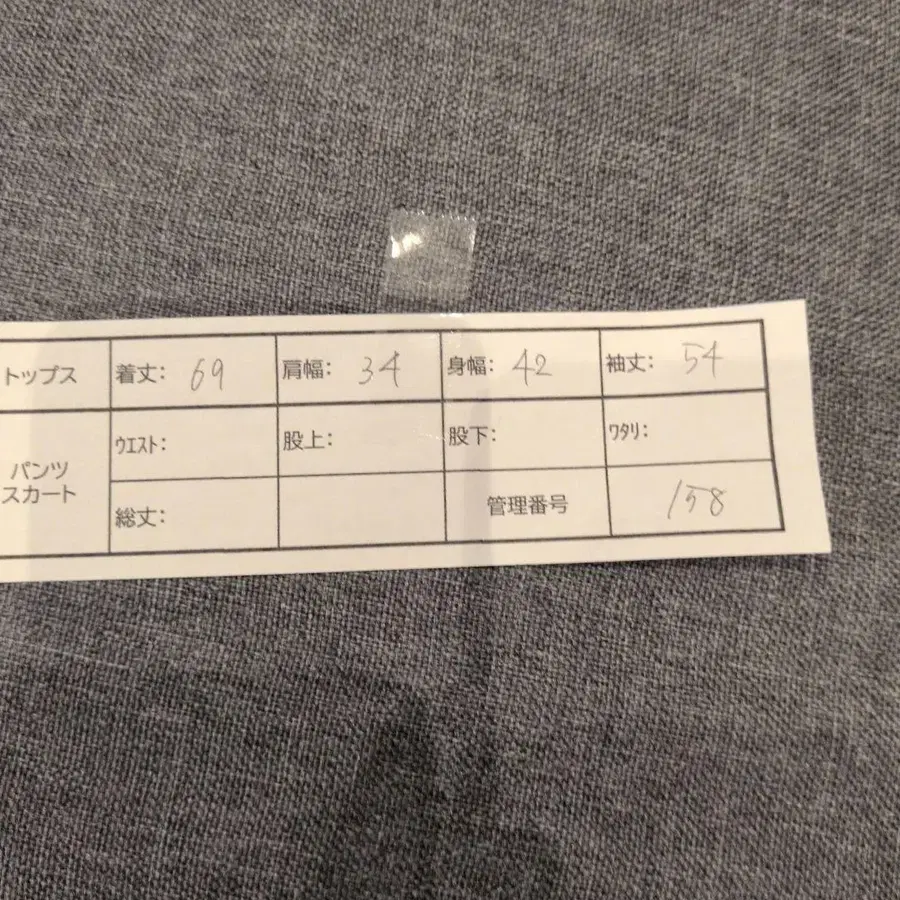 トップス 着丈: 69 肩幅: 34 身幅: 42 袖丈: 54
パンツ
スカート
ウエスト: 股上: 股下: ワタリ:
総丈: 管理番号 158